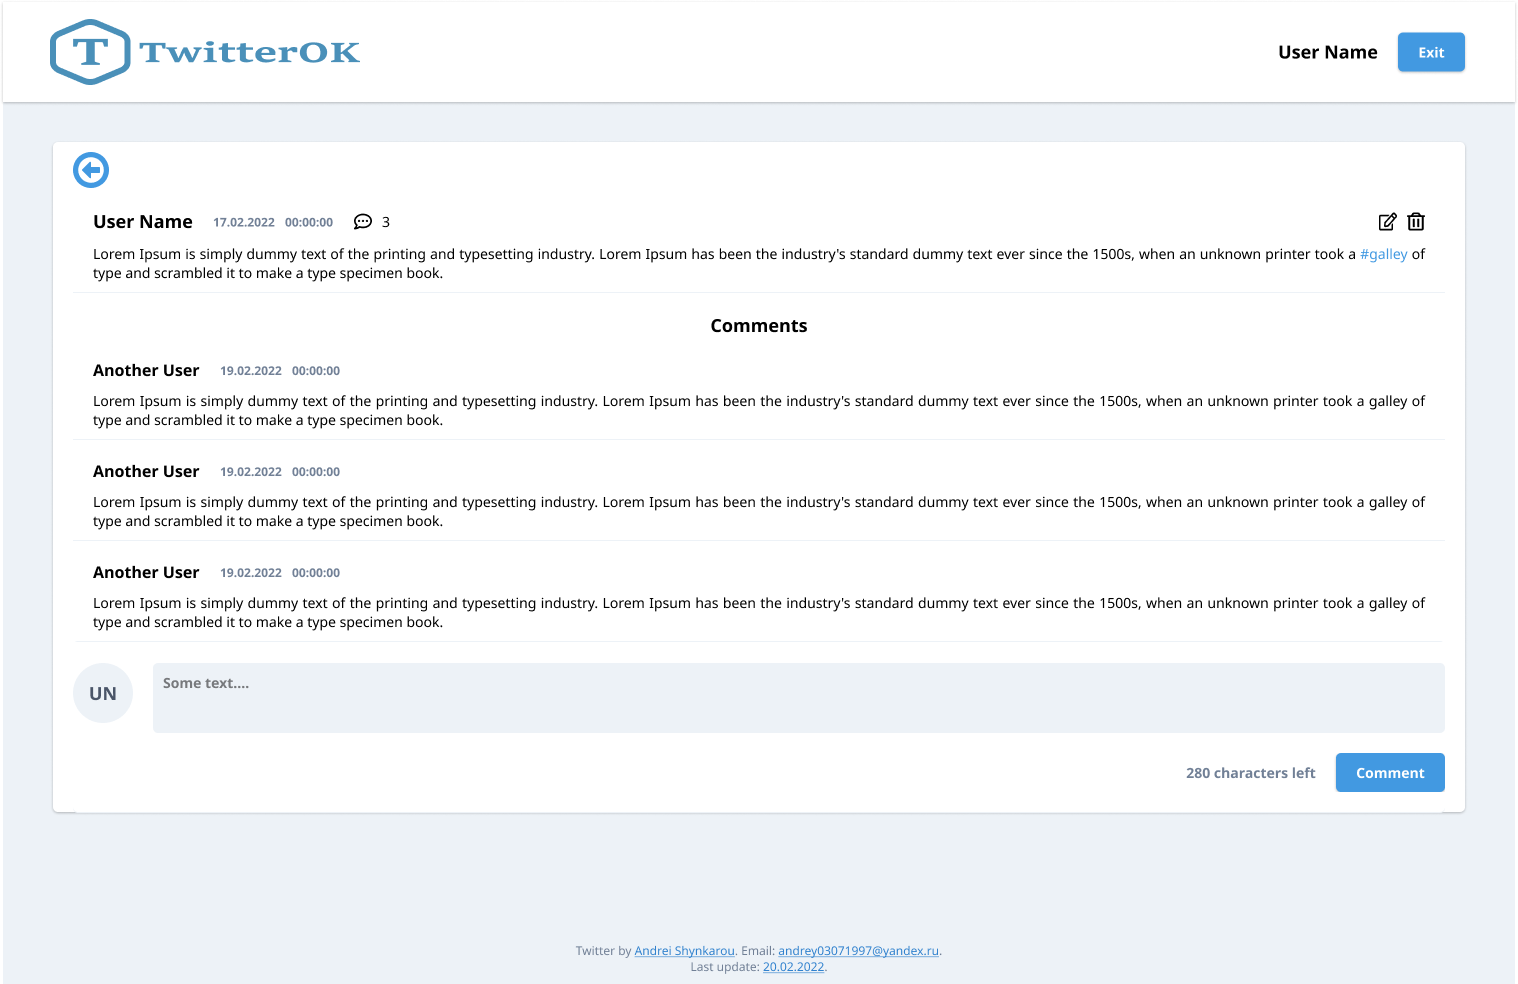 T TwitterOK
User Name Exit
User Name 17.02.2022 00:00:00 3
Lorem Ipsum is simply dummy text of the printing and typesetting industry. Lorem Ipsum has been the industry's standard dummy text ever since the 1500s, when an unknown printer took a #galley of
type and scrambled it to make a type specimen book.
Comments
Another User 19.02.2022 00:00:00
Lorem Ipsum is simply dummy text of the printing and typesetting industry. Lorem Ipsum has been the industry's standard dummy text ever since the 1500s, when an unknown printer took a galley of
type and scrambled it to make a type specimen book.
Another User 19.02.2022 00:00:00
Lorem Ipsum is simply dummy text of the printing and typesetting industry. Lorem Ipsum has been the industry's standard dummy text ever since the 1500s, when an unknown printer took a galley of
type and scrambled it to make a type specimen book.
Another User 19.02.2022 00:00:00
Lorem Ipsum is simply dummy text of the printing and typesetting industry. Lorem Ipsum has been the industry's standard dummy text ever since the 1500s, when an unknown printer took a galley of
type and scrambled it to make a type specimen book.
UN
Some text....
280 characters left Comment
Twitter by Andrei Shynkarou. Email: andrey03071997@yandex.ru.
Last update: 20.02.2022.